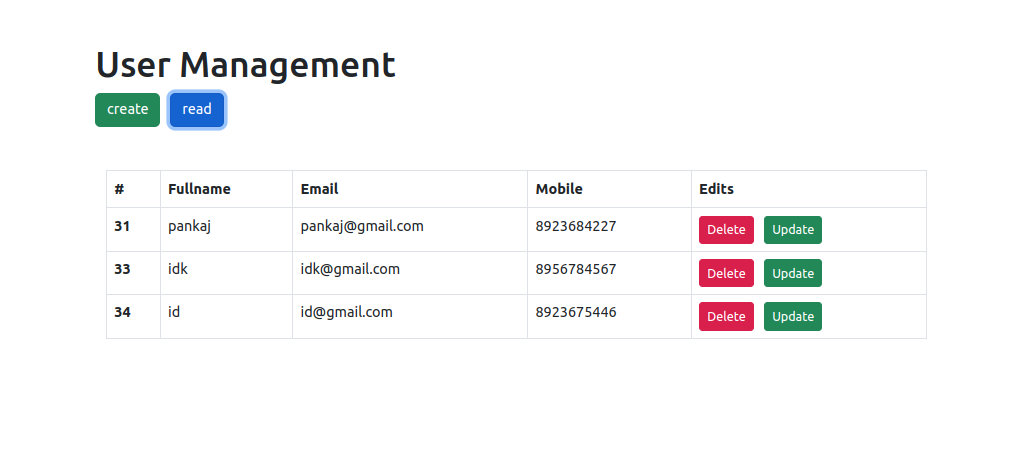 User Management
create read
# Fullname Email Mobile Edits
31 pankaj pankaj@gmail.com 8923684227 Delete Update
33 idk idk@gmail.com 8956784567 Delete Update
34 id id@gmail.com 8923675446 Delete Update